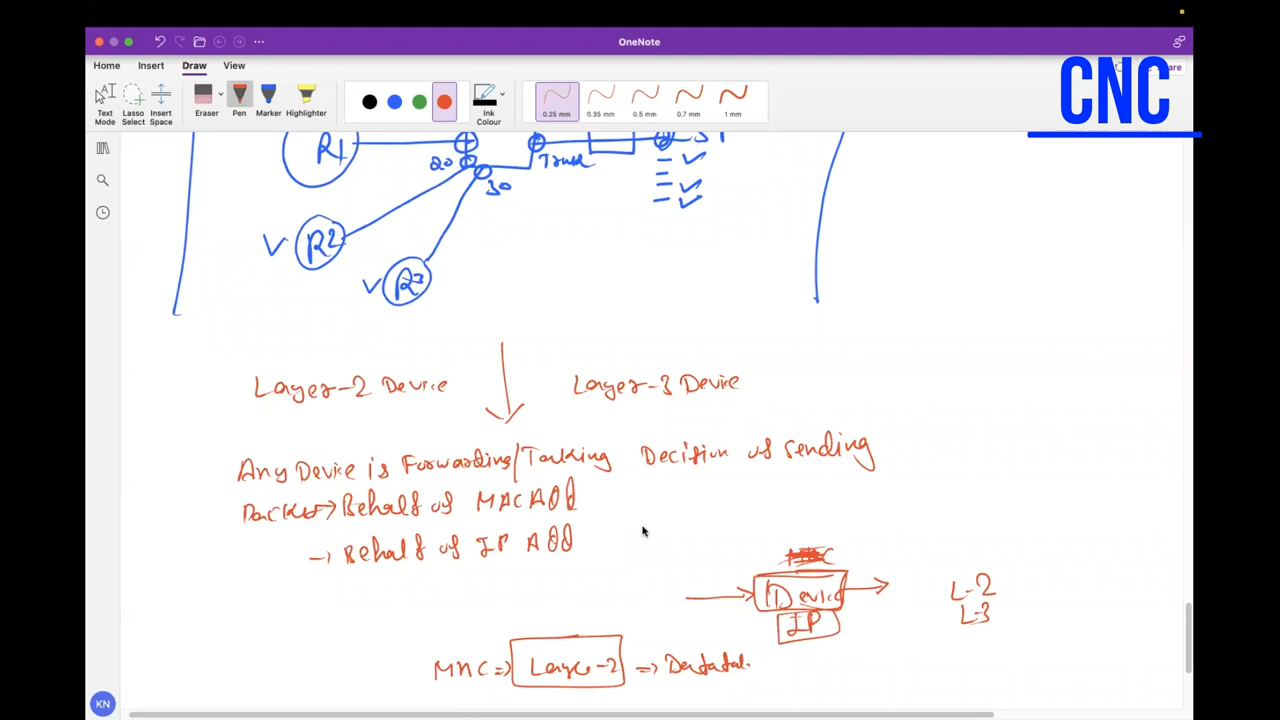 OneNote
Home Insert Draw View
CNC
Text Mode
Lasso Select
Insert Space
Eraser
Pen
Marker
Highlighter
Ink Colour
0.25 mm
0.35 mm
0.5 mm
0.7 mm
1 mm
R1
20
Trunk
30
R2
R3
Layer-2 Device
Layer-3 Device
Any Device is Forwarding/Taking Decision of sending
Packet → Behalf of MAC Add
→ Behalf of IP Add
Device
IP
L-2
L-3
MAC => Layer-2 =>
KN